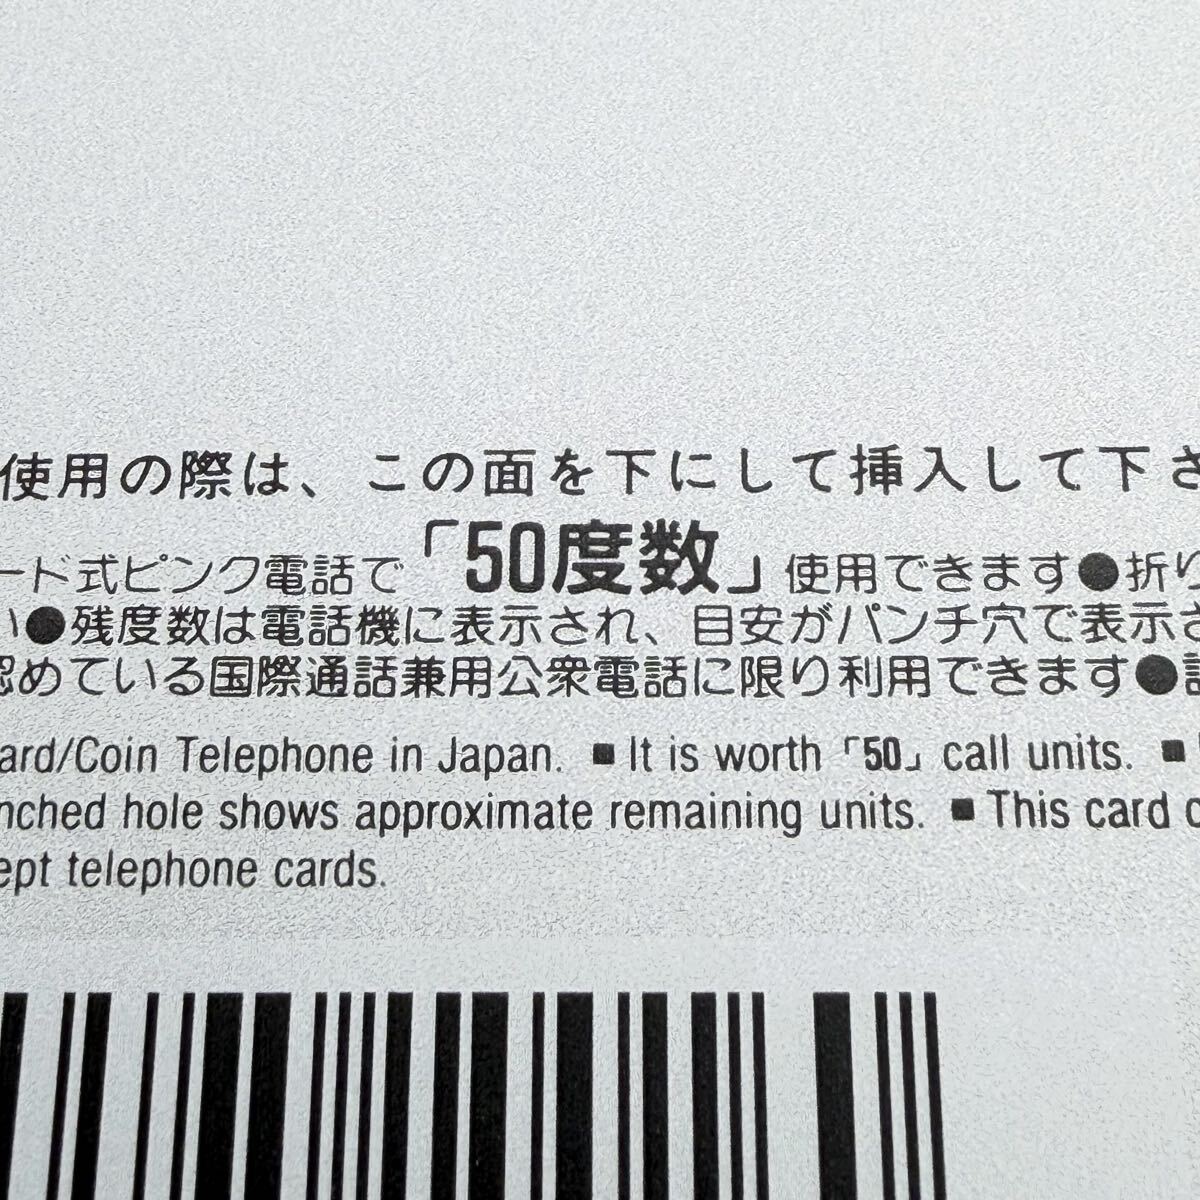 使用の際は、この面を下にして挿入して下さ
ード式ピンク電話で「50度数」使用できます●折り
い●残度数は電話機に表示され、目安がパンチ穴で表示さ
認めている国際通話兼用公衆電話に限り利用できます●
ard/Coin Telephone in Japan. ■ It is worth「50」call units. ■
nched hole shows approximate remaining units. ■ This card c
ept telephone cards.